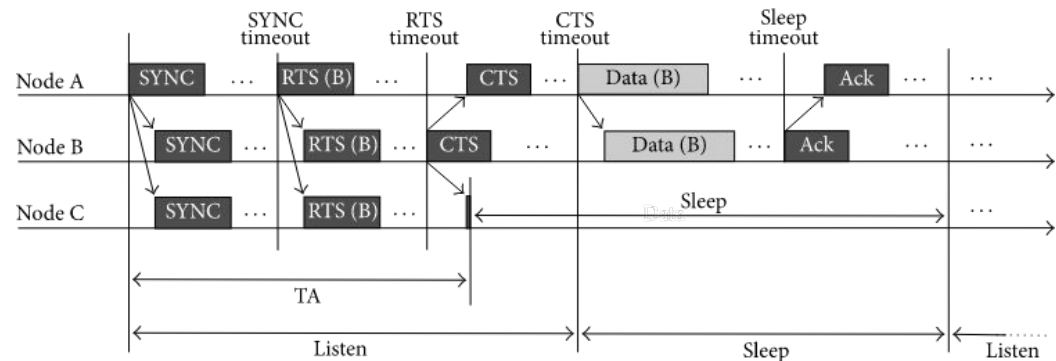 SYNC timeout
RTS timeout
CTS timeout
Sleep timeout
Node A SYNC ... RTS (B) ... CTS ... Data (B) ... Ack ... ...
Node B SYNC ... RTS (B) ... CTS ... Data (B) ... Ack ... ...
Node C SYNC ... RTS (B) ... Sleep ...
TA
Listen Sleep Listen